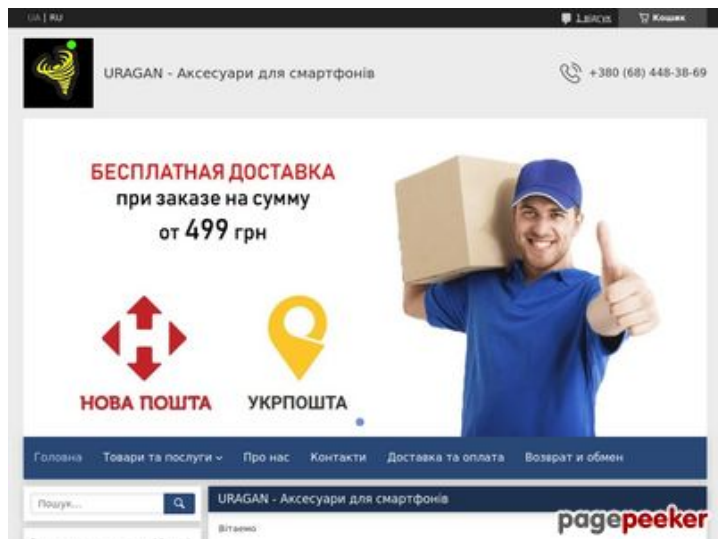 UA | RU
1 відгук
Кошик
URAGAN - Аксесуари для смартфонів
+380 (68) 448-38-69
БЕСПЛАТНАЯ ДОСТАВКА
при заказе на сумму
от 499 грн
НОВА ПОШТА
УКРПОШТА
Головна Товари та послуги Про нас Контакти Доставка та оплата Возврат и обмен
Пошук...
URAGAN - Аксесуари для смартфонів
Вітаємо
pagepeeker